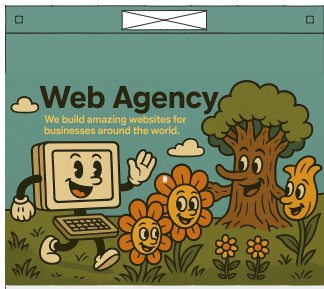 Web Agency
We build amazing websites for
businesses around the world.